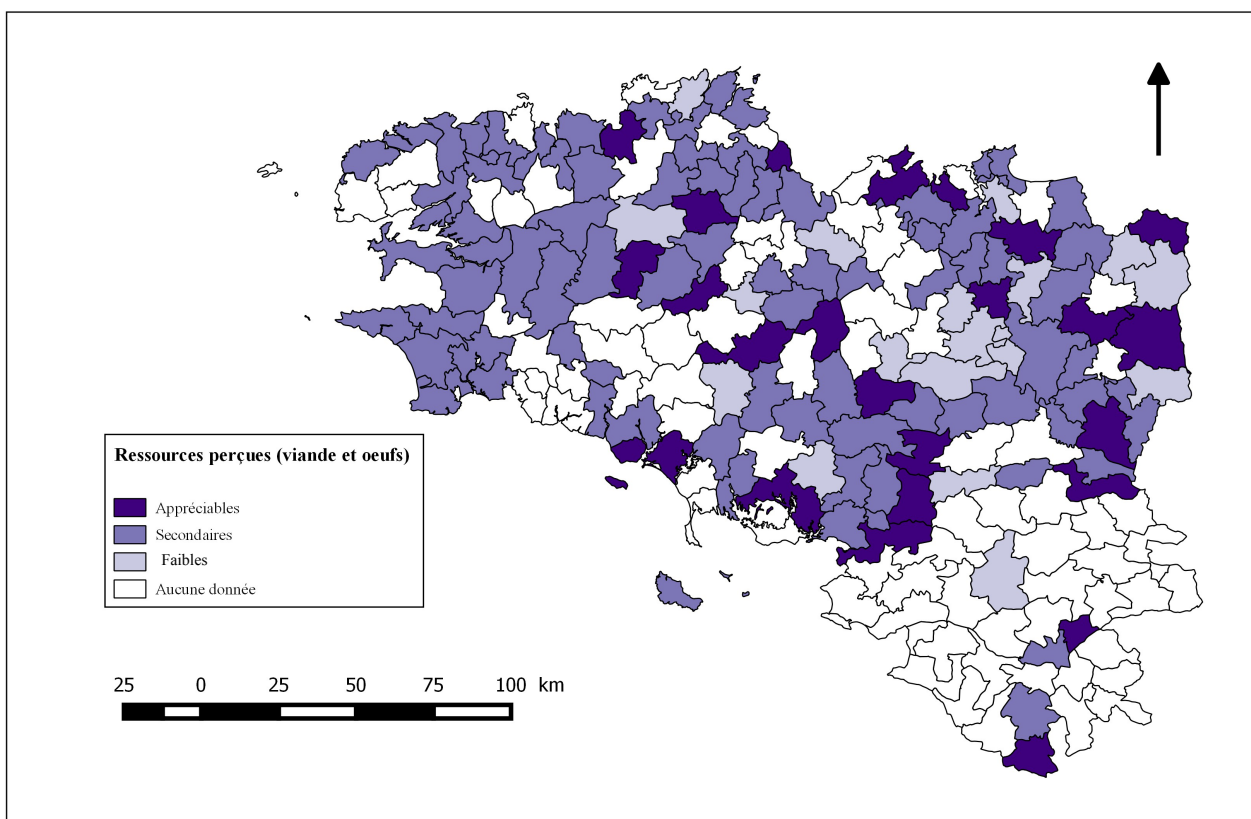 Ressources perçues (viande et oeufs)
Appréciables
Secondaires
Faibles
Aucune donnée
25 0 25 50 75 100 km